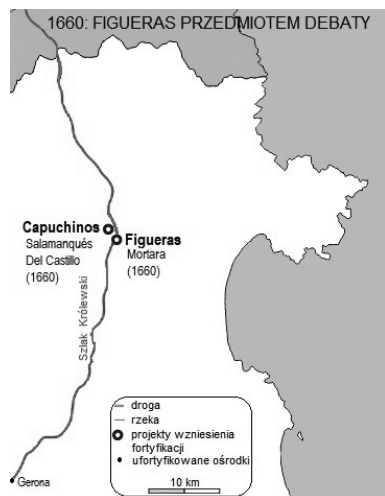 1660: FIGUERAS PRZEDMIOTEM DEBATY
Capuchinos
Salamanqués
Del Castillo
(1660)
Figueras
Mortara
(1660)
Szlak Królewski
Gerona
droga
rzeka
projekty wzniesienia
fortyfikacji
ufortyfikowane ośrodki
10 km